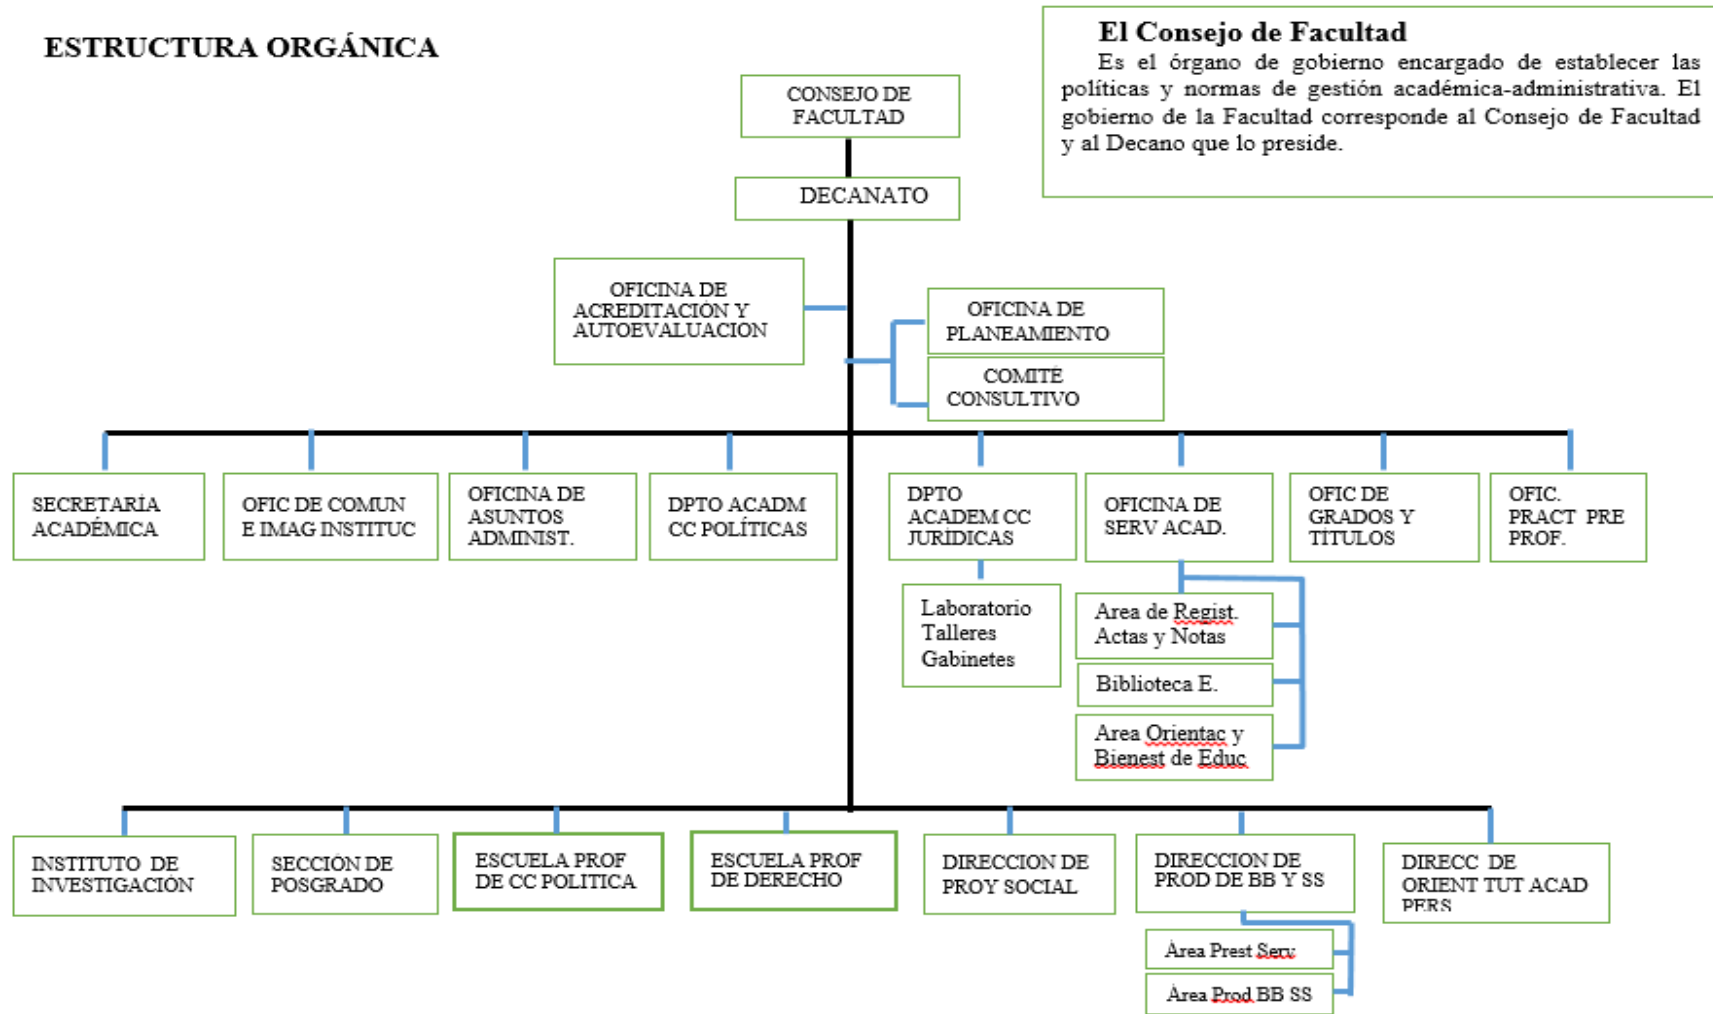 ESTRUCTURA ORGÁNICA
El Consejo de Facultad
Es el órgano de gobierno encargado de establecer las
políticas y normas de gestión académica-administrativa. El
gobierno de la Facultad corresponde al Consejo de Facultad
y al Decano que lo preside.
CONSEJO DE
FACULTAD
DECANATO
OFICINA DE
ACREDITACIÓN Y
AUTOEVALUACION
OFICINA DE
PLANEAMIENTO
COMITÉ
CONSULTIVO
SECRETARÍA
ACADÉMICA
OFIC DE COMUN
E IMAG INSTITUC
OFICINA DE
ASUNTOS
ADMINIST.
DPTO ACADM
CC POLÍTICAS
DPTO
ACADEM CC
JURÍDICAS
OFICINA DE
SERV ACAD.
OFIC DE
GRADOS Y
TÍTULOS
OFIC.
PRACT PRE
PROF.
Laboratorio
Talleres
Gabinetes
Area de Regist.
Actas y Notas
Biblioteca E.
Area Orientac y
Bienest de Educ
INSTITUTO DE
INVESTIGACIÓN
SECCIÓN DE
POSGRADO
ESCUELA PROF
DE CC POLITICA
ESCUELA PROF
DE DERECHO
DIRECCION DE
PROY SOCIAL
DIRECCION DE
PROD DE BB Y SS
DIRECC DE
ORIENT TUT ACAD
PERS
Área Prest Serv
Área Prod BB SS